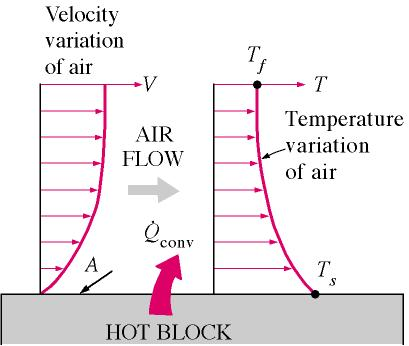 Velocity
variation
of air
V
T_f
T
Temperature
variation
of air
AIR
FLOW
Q̇_conv
A
T_s
HOT BLOCK